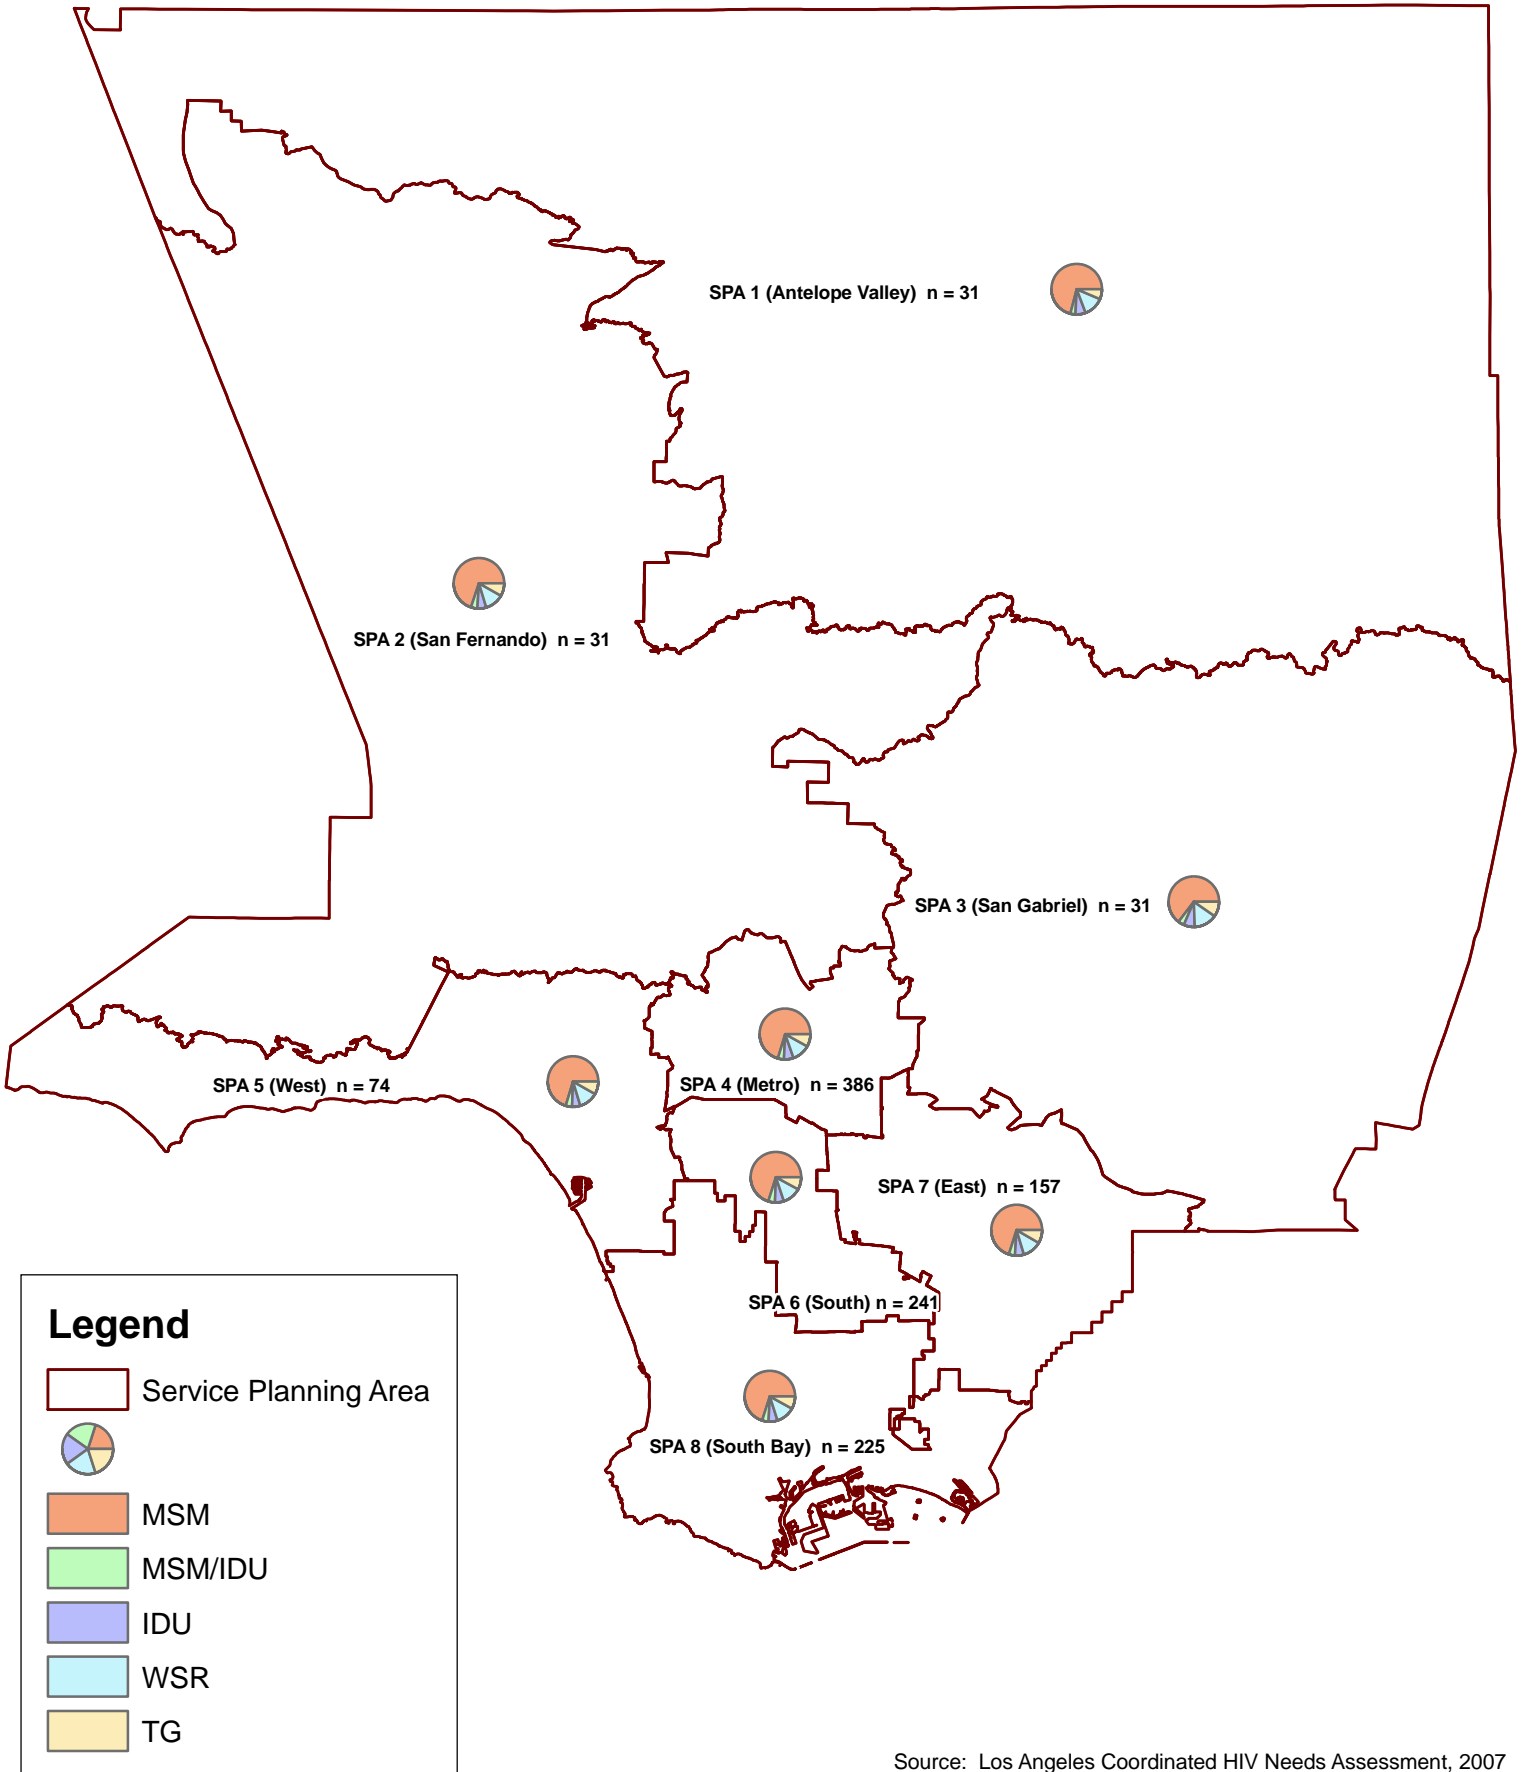 SPA 1 (Antelope Valley) n = 31
SPA 2 (San Fernando) n = 31
SPA 3 (San Gabriel) n = 31
SPA 4 (Metro) n = 386
SPA 5 (West) n = 74
SPA 7 (East) n = 157
SPA 6 (South) n = 241
SPA 8 (South Bay) n = 225
Legend
Service Planning Area
MSM
MSM/IDU
IDU
WSR
TG
Source: Los Angeles Coordinated HIV Needs Assessment, 2007